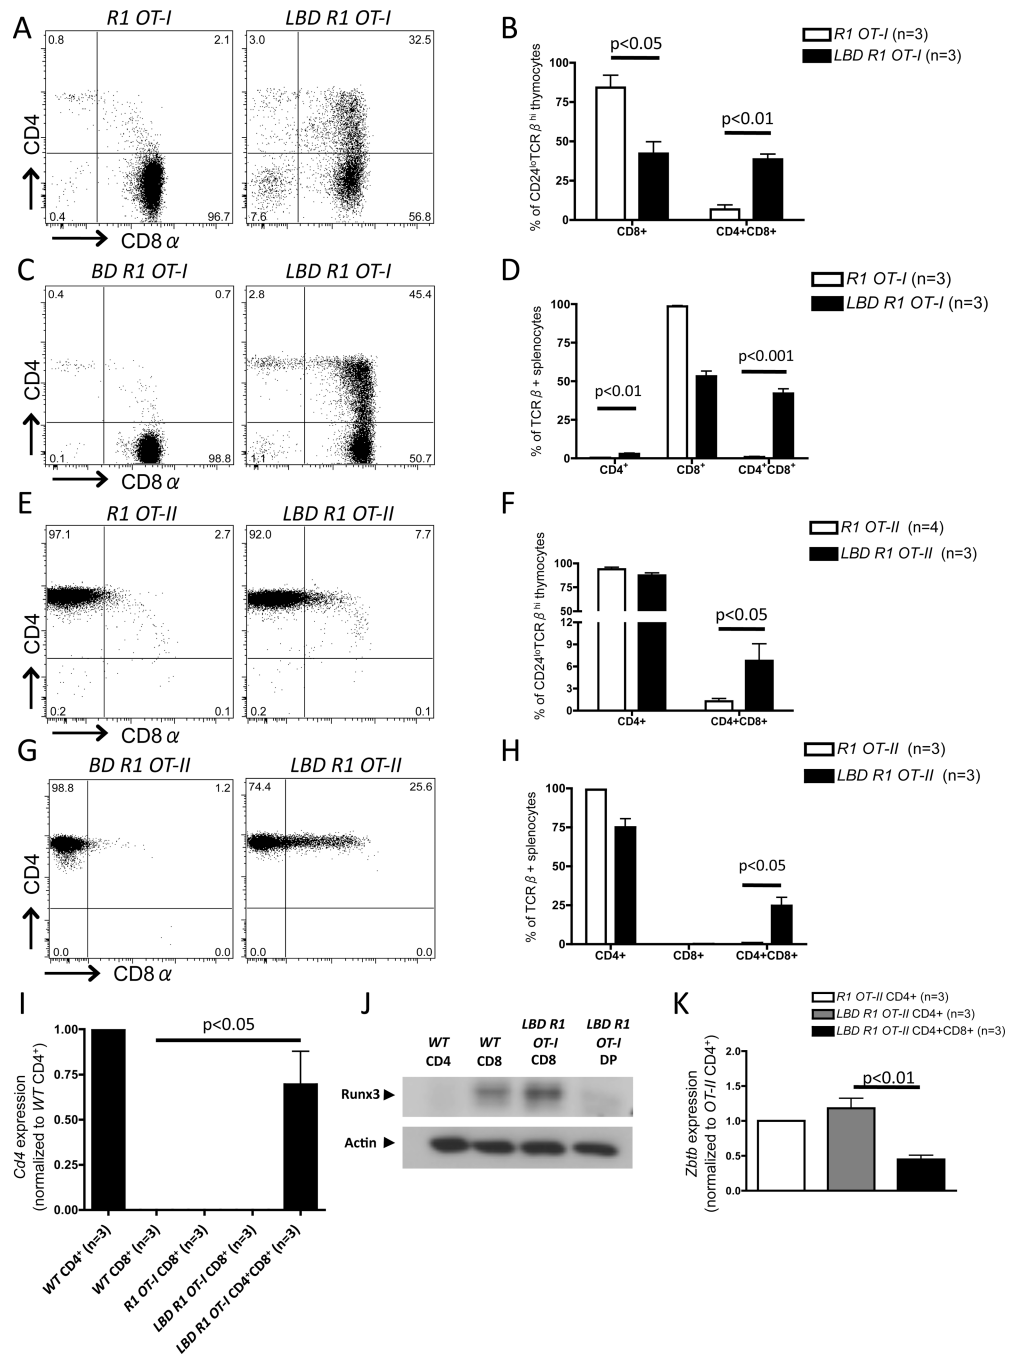 A
R1 OT-I
LBD R1 OT-I
0.8
2.1
3.0
32.5
CD4
0.4
96.7
7.6
56.8
CD8 α
B
R1 OT-I (n=3)
LBD R1 OT-I (n=3)
p<0.05
p<0.01
% of CD24loTCRβ hi thymocytes
100
75
50
25
0
CD8+
CD4+CD8+
C
BD R1 OT-I
LBD R1 OT-I
0.4
0.7
2.8
45.4
CD4
0.1
98.8
1.1
50.7
CD8 α
D
R1 OT-I (n=3)
LBD R1 OT-I (n=3)
p<0.01
p<0.001
% of TCRβ + splenocytes
100
75
50
25
0
CD4+
CD8+
CD4+CD8+
E
R1 OT-II
LBD R1 OT-II
97.1
2.7
92.0
7.7
CD4
0.2
0.1
0.2
0.1
CD8 α
F
R1 OT-II (n=4)
LBD R1 OT-II (n=3)
p<0.05
% of CD24loTCRβ hi thymocytes
100
75
50
12
9
6
3
0
CD4+
CD4+CD8+
G
BD R1 OT-II
LBD R1 OT-II
98.8
1.2
74.4
25.6
CD4
0.0
0.0
0.0
0.0
CD8 α
H
R1 OT-II (n=3)
LBD R1 OT-II (n=3)
p<0.05
% of TCRβ + splenocytes
100
75
50
25
0
CD4+
CD8+
CD4+CD8+
I
p<0.05
Cd4 expression
(normalized to WT CD4+)
1.00
0.75
0.50
0.25
0.00
WT CD4+ (n=3)
WT CD8+ (n=3)
R1 OT-I CD8+ (n=3)
LBD R1 OT-I CD8+ (n=3)
LBD R1 OT-I CD4+CD8+ (n=3)
J
WT
CD4
WT
CD8
LBD R1
OT-I
CD8
LBD R1
OT-I
DP
Runx3
Actin
K
R1 OT-II CD4+ (n=3)
LBD R1 OT-II CD4+ (n=3)
LBD R1 OT-II CD4+CD8+ (n=3)
p<0.01
Zbtb expression
(normalized to OT-II CD4+)
2.0
1.5
1.0
0.5
0.0